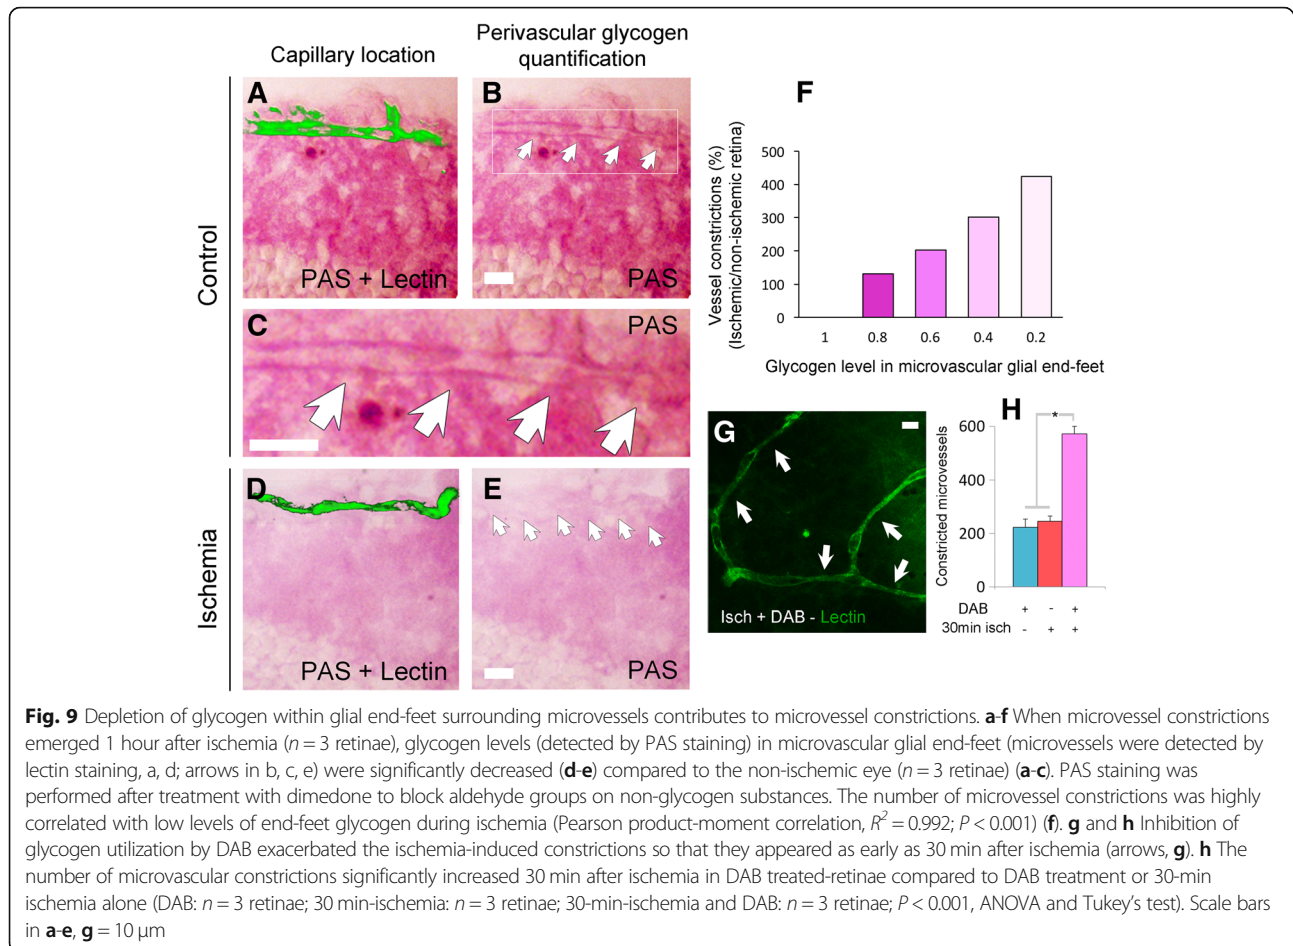 Capillary location
Perivascular glycogen
quantification
Control
A
PAS + Lectin
B
PAS
C
PAS
Ischemia
D
PAS + Lectin
E
PAS
F
Vessel constrictions (%)
(Ischemic/non-ischemic retina)
500
400
300
200
100
0
1 0.8 0.6 0.4 0.2
Glycogen level in microvascular glial end-feet
G
Isch + DAB - Lectin
H
Constricted microvessels
600
400
200
0
*
DAB + - +
30min isch - + +
Fig. 9 Depletion of glycogen within glial end-feet surrounding microvessels contributes to microvessel constrictions. a-f When microvessel constrictions
emerged 1 hour after ischemia (n = 3 retinae), glycogen levels (detected by PAS staining) in microvascular glial end-feet (microvessels were detected by
lectin staining, a, d; arrows in b, c, e) were significantly decreased (d-e) compared to the non-ischemic eye (n = 3 retinae) (a-c). PAS staining was
performed after treatment with dimedone to block aldehyde groups on non-glycogen substances. The number of microvessel constrictions was highly
correlated with low levels of end-feet glycogen during ischemia (Pearson product-moment correlation, R² = 0.992; P < 0.001) (f). g and h Inhibition of
glycogen utilization by DAB exacerbated the ischemia-induced constrictions so that they appeared as early as 30 min after ischemia (arrows, g). h The
number of microvascular constrictions significantly increased 30 min after ischemia in DAB treated-retinae compared to DAB treatment or 30-min
ischemia alone (DAB: n = 3 retinae; 30 min-ischemia: n = 3 retinae; 30-min-ischemia and DAB: n = 3 retinae; P < 0.001, ANOVA and Tukey's test). Scale bars
in a-e, g = 10 μm